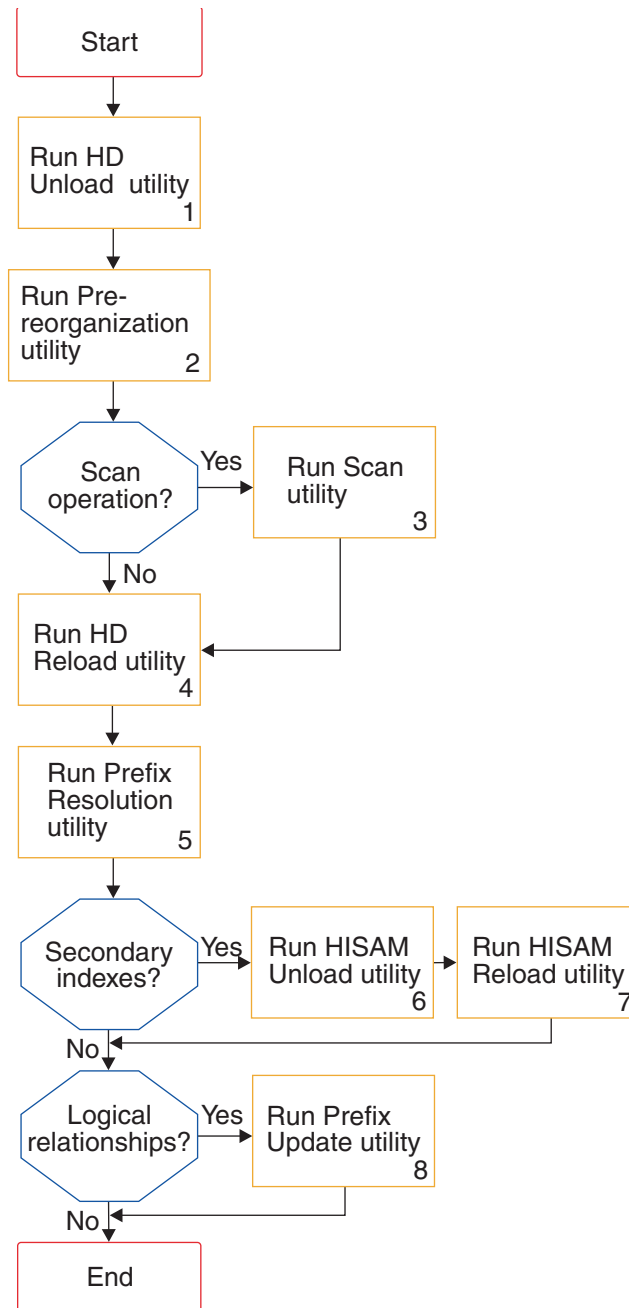 Start
Run HD
Unload utility
1
Run Pre-
reorganization
utility
2
Scan
operation?
Yes
Run Scan
utility
3
No
Run HD
Reload utility
4
Run Prefix
Resolution
utility
5
Secondary
indexes?
Yes
Run HISAM
Unload utility
6
Run HISAM
Reload utility
7
No
Logical
relationships?
Yes
Run Prefix
Update utility
8
No
End